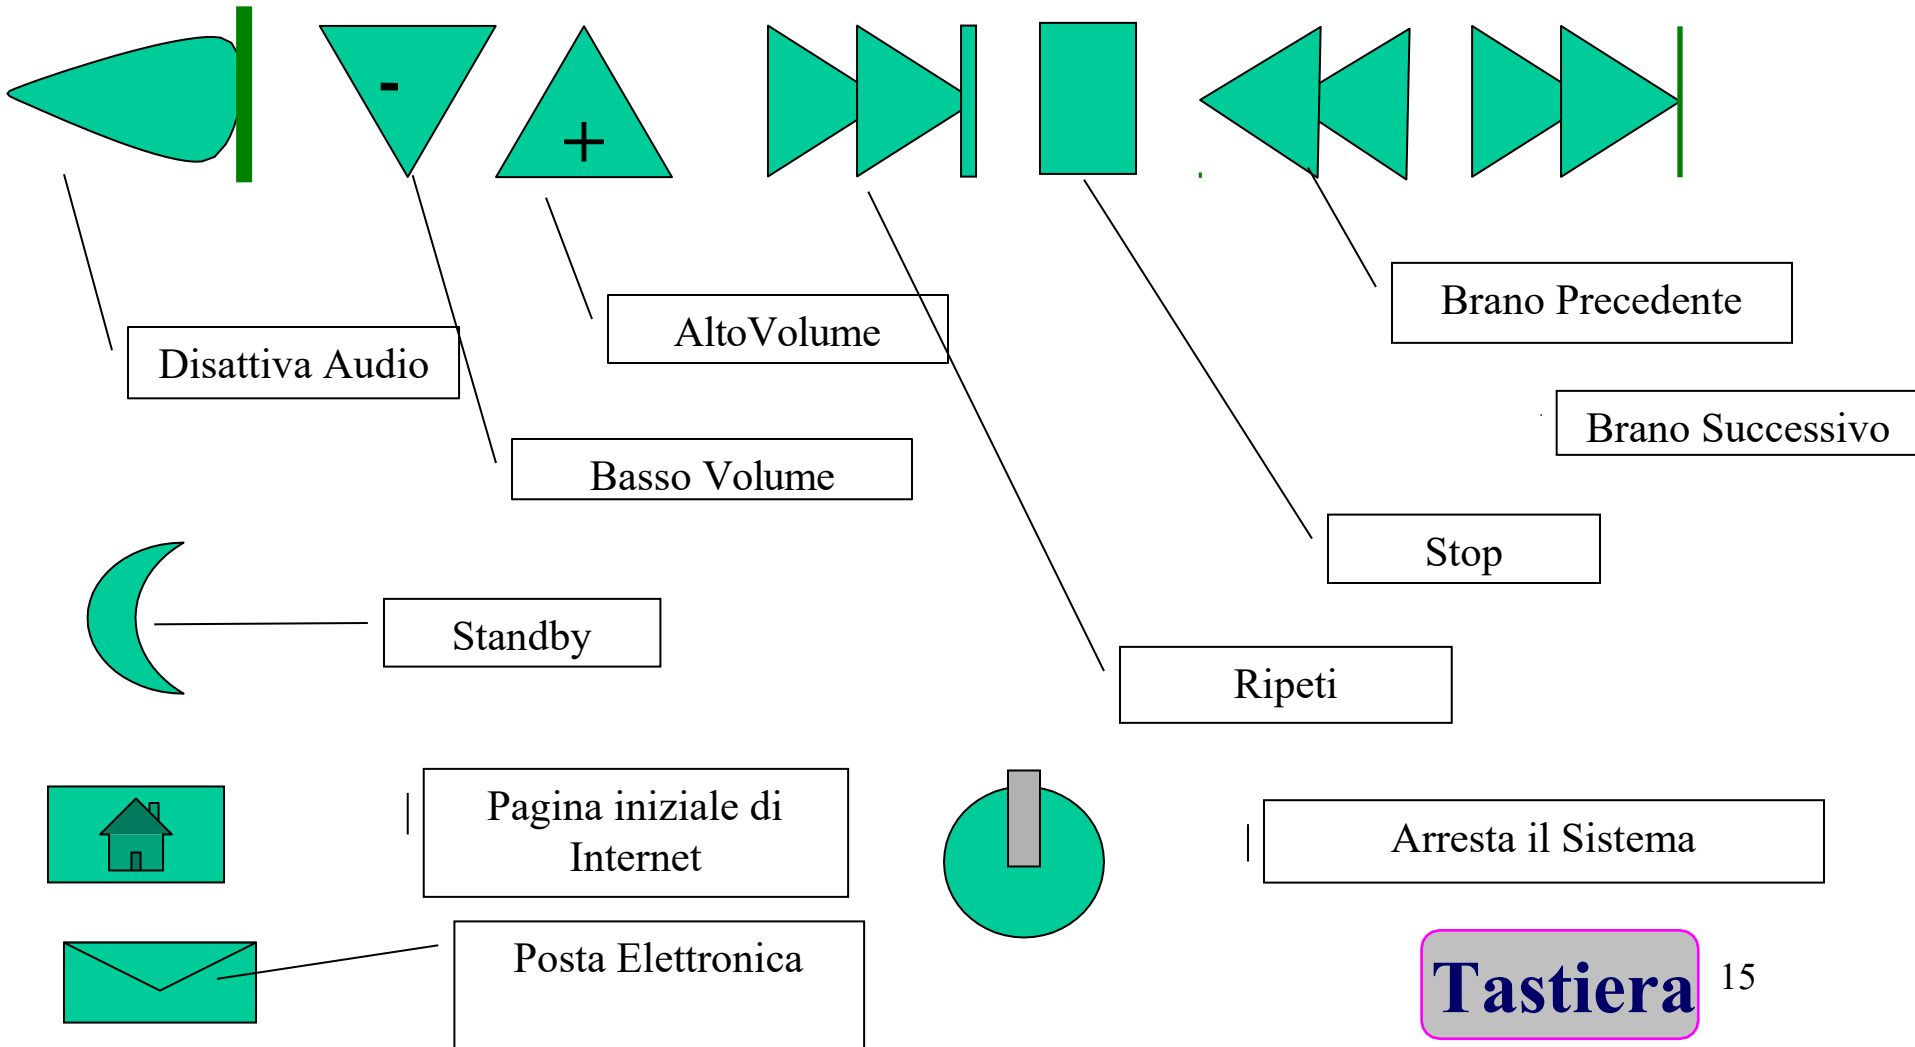 -
+
Brano Precedente
AltoVolume
Disattiva Audio
Brano Successivo
Basso Volume
Stop
Standby
Ripeti
Pagina iniziale di
Internet
Arresta il Sistema
Posta Elettronica
Tastiera
15